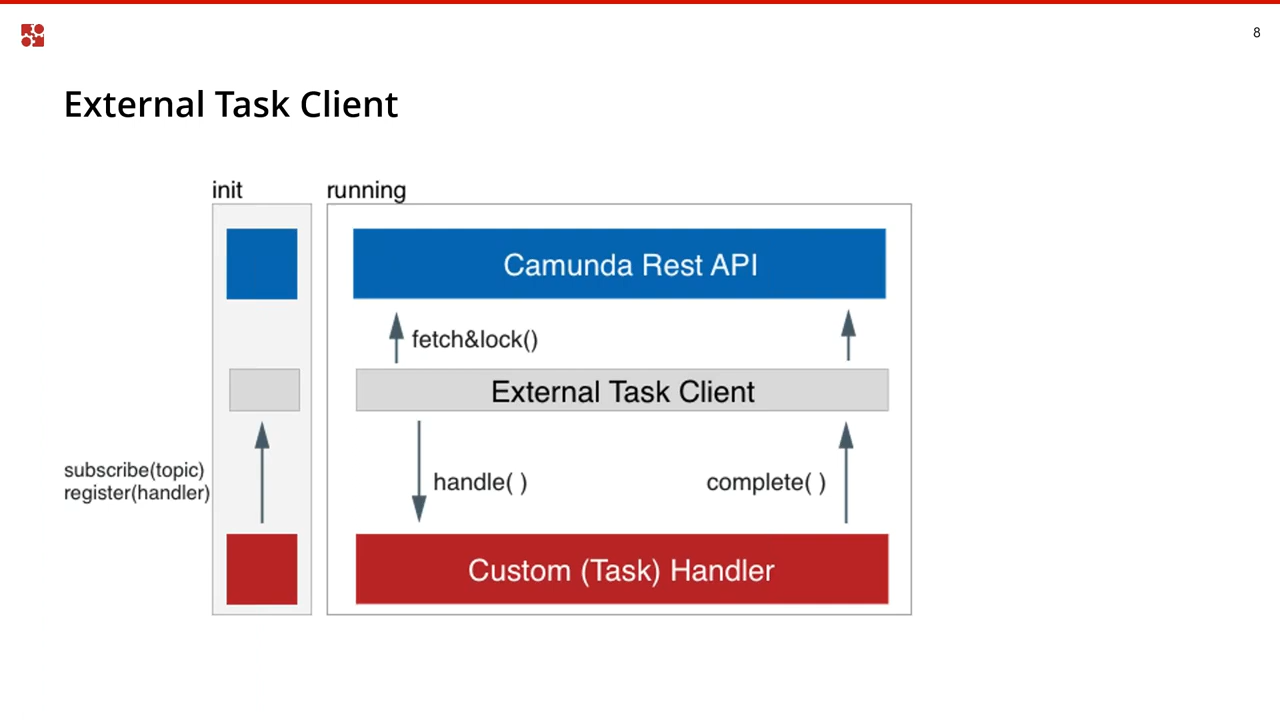 8
External Task Client
init
running
Camunda Rest API
fetch&lock()
External Task Client
subscribe(topic)
register(handler)
handle( )
complete( )
Custom (Task) Handler